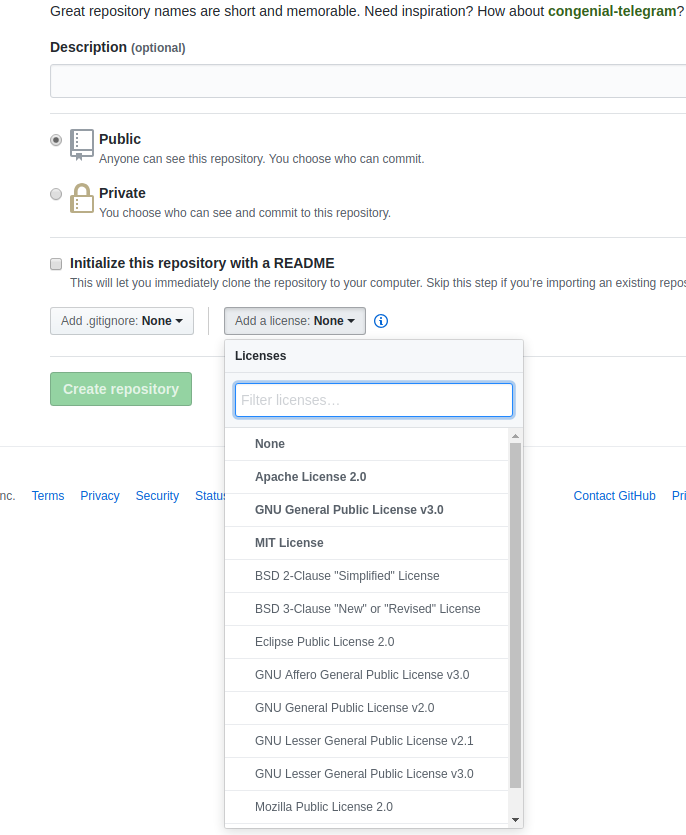 Great repository names are short and memorable. Need inspiration? How about congenial-telegram?
Description (optional)
Public
Anyone can see this repository. You choose who can commit.
Private
You choose who can see and commit to this repository.
Initialize this repository with a README
This will let you immediately clone the repository to your computer. Skip this step if you're importing an existing repos
Add .gitignore: None
Add a license: None
Licenses
Filter licenses…
Create repository
None
Apache License 2.0
GNU General Public License v3.0
nc. Terms Privacy Security Status
Contact GitHub Pri
MIT License
BSD 2-Clause "Simplified" License
BSD 3-Clause "New" or "Revised" License
Eclipse Public License 2.0
GNU Affero General Public License v3.0
GNU General Public License v2.0
GNU Lesser General Public License v2.1
GNU Lesser General Public License v3.0
Mozilla Public License 2.0